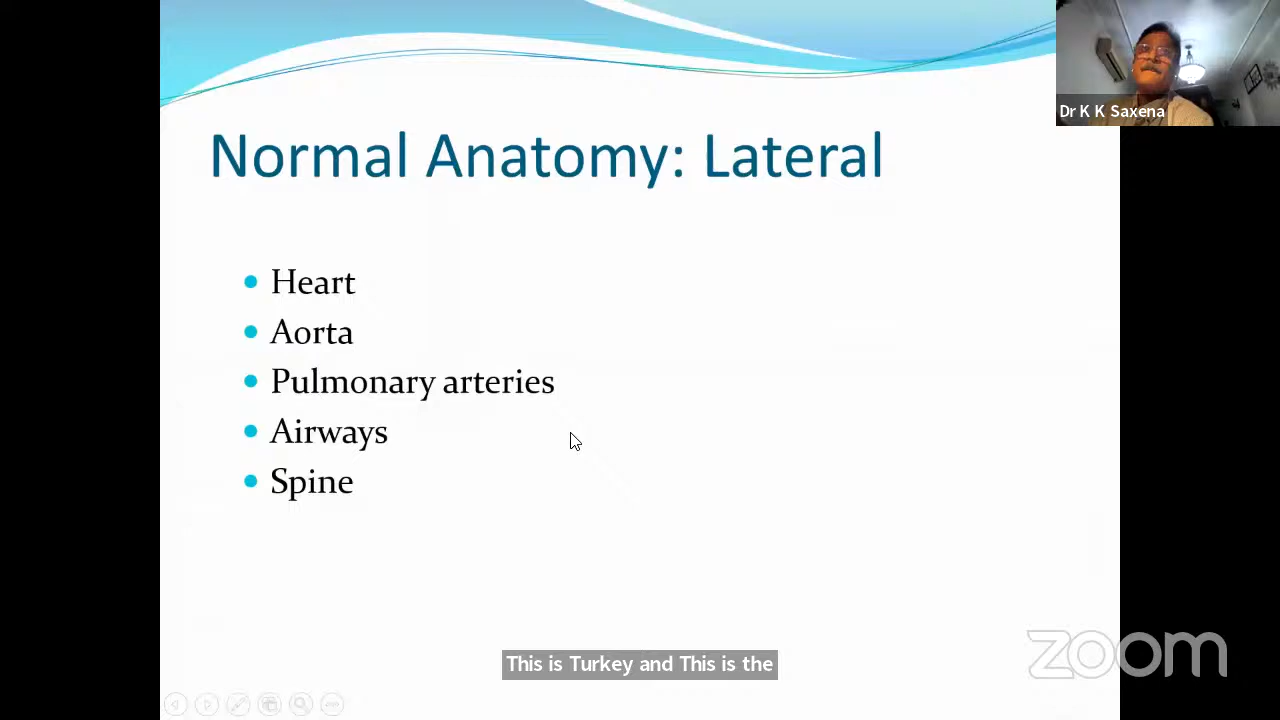 Dr K K Saxena
Normal Anatomy: Lateral
• Heart
• Aorta
• Pulmonary arteries
• Airways
• Spine
This is Turkey and This is the
zoom